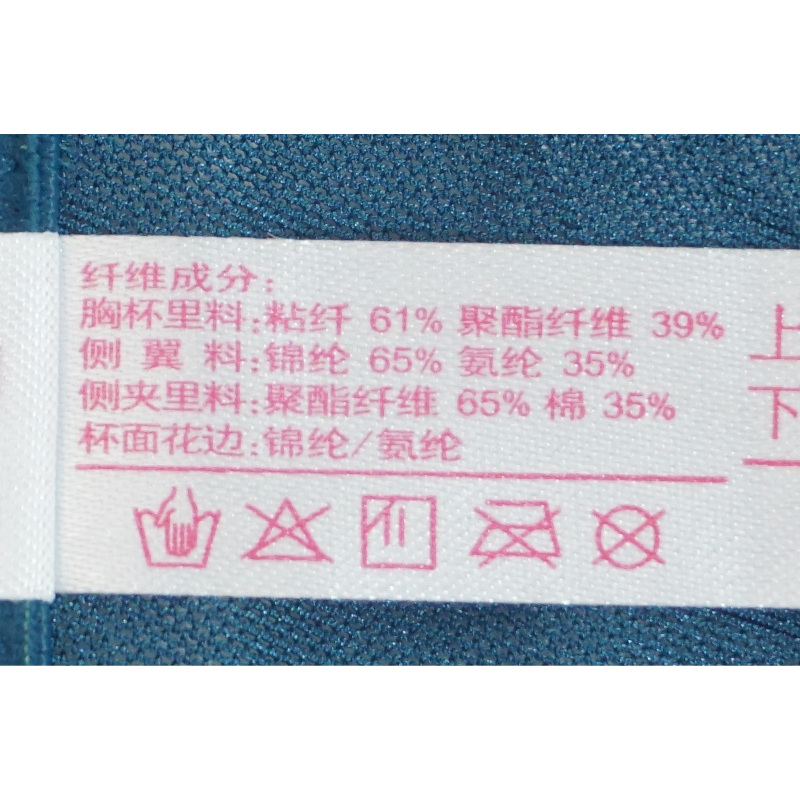 纤维成分:
胸杯里料:粘纤 61% 聚酯纤维 39%
侧 翼 料:锦纶 65% 氨纶 35%
侧夹里料:聚酯纤维 65% 棉 35%
杯面花边:锦纶/氨纶
上
下